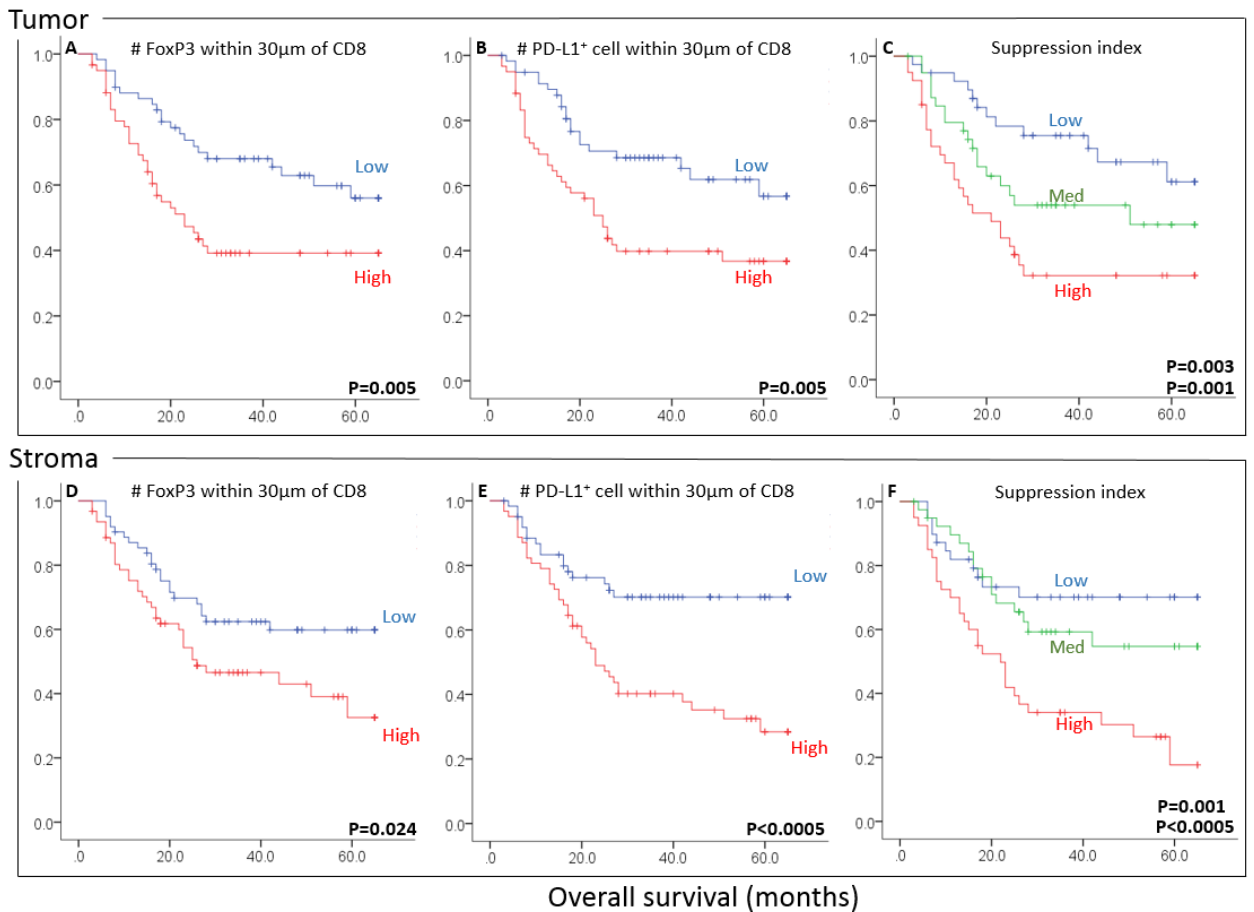 Tumor
A # FoxP3 within 30µm of CD8
1.0
0.8
0.6
0.4
0.2
0.0
Low
High
P=0.005
.0 20.0 40.0 60.0
B # PD-L1⁺ cell within 30µm of CD8
1.0
0.8
0.6
0.4
0.2
0.0
Low
High
P=0.005
.0 20.0 40.0 60.0
C Suppression index
1.0
0.8
0.6
0.4
0.2
0.0
Low
Med
High
P=0.003
P=0.001
.0 20.0 40.0 60.0
Stroma
D # FoxP3 within 30µm of CD8
1.0
0.8
0.6
0.4
0.2
0.0
Low
High
P=0.024
.0 20.0 40.0 60.0
E # PD-L1⁺ cell within 30µm of CD8
1.0
0.8
0.6
0.4
0.2
0.0
Low
High
P<0.0005
.0 20.0 40.0 60.0
F Suppression index
1.0
0.8
0.6
0.4
0.2
0.0
Low
Med
High
P=0.001
P<0.0005
.0 20.0 40.0 60.0
Overall survival (months)